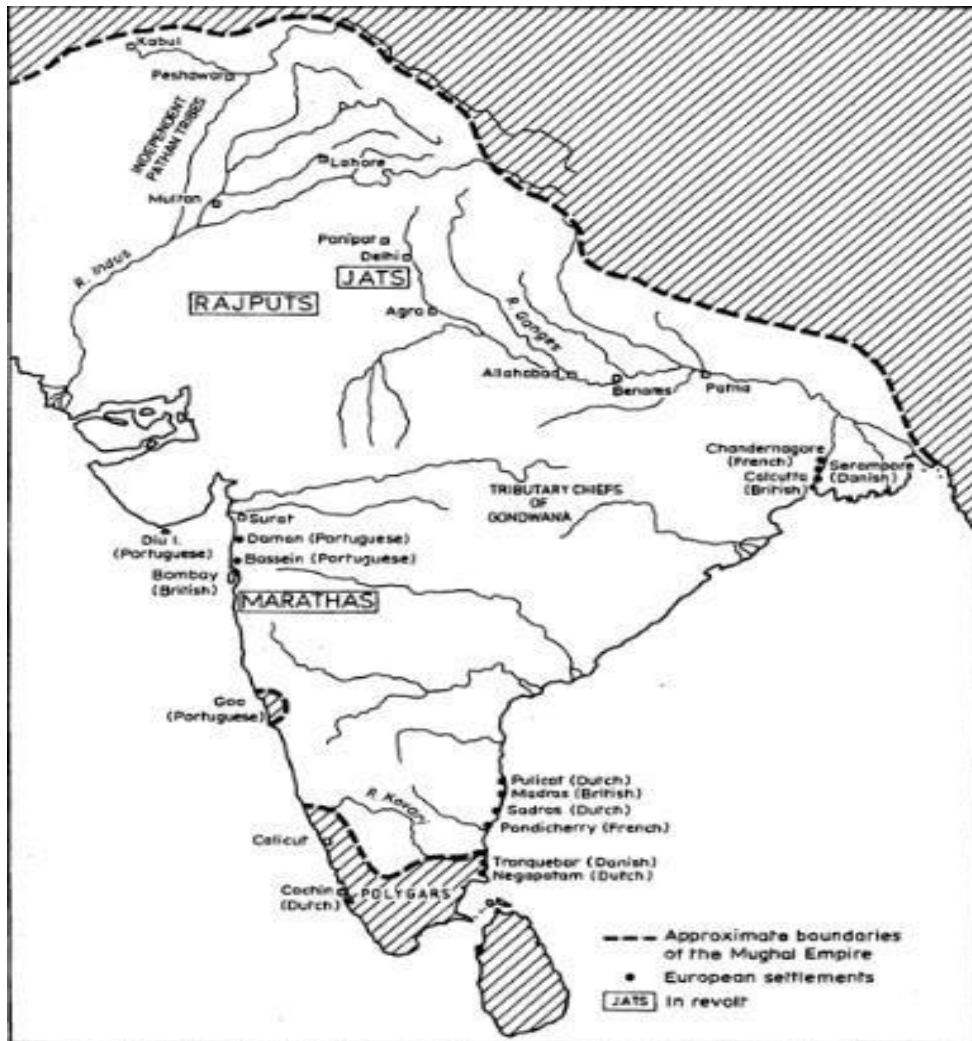 Kabul
Peshawar
INDEPENDENT
PATHAN TRIBES
Lahore
Multan
R. Indus
Panipat
Delhi
JATS
RAJPUTS
Agra
R. Ganges
Allahabad
Benares
Patna
Chandernagore
(French)
Calcutta
(British)
Serampore
(Danish)
TRIBUTARY CHIEFS
OF
GONDWANA
Surat
Daman (Portuguese)
Diu I.
(Portuguese)
Bassein (Portuguese)
Bombay
(British)
MARATHAS
Goa
(Portuguese)
Pulicat (Dutch)
Madras (British)
Sadras (Dutch)
R. Kaveri
Pondicherry (French)
Calicut
Tranquebar (Danish)
Negapatam (Dutch)
Cochin
(Dutch)
POLYGARS
Approximate boundaries
of the Mughal Empire
European settlements
JATS In revolt